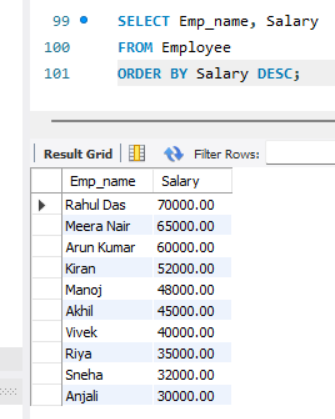 99 SELECT Emp_name, Salary
100 FROM Employee
101 ORDER BY Salary DESC;
Result Grid Filter Rows:
Emp_name Salary
Rahul Das 70000.00
Meera Nair 65000.00
Arun Kumar 60000.00
Kiran 52000.00
Manoj 48000.00
Akhil 45000.00
Vivek 40000.00
Riya 35000.00
Sneha 32000.00
Anjali 30000.00